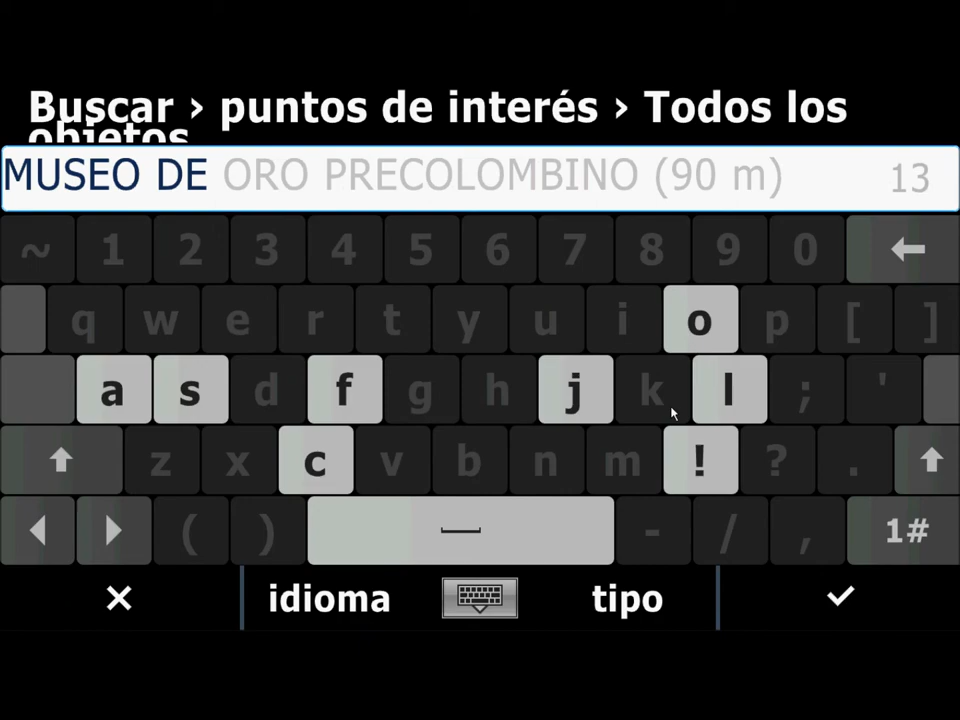 Buscar › puntos de interés › Todos los
objetos
MUSEO DE ORO PRECOLOMBINO (90 m) 13
~ 1 2 3 4 5 6 7 8 9 0 ←
q w e r t y u i o p [ ]
a s d f g h j k l ; '
z x c v b n m ! ? .
( ) - / , 1#
idioma tipo